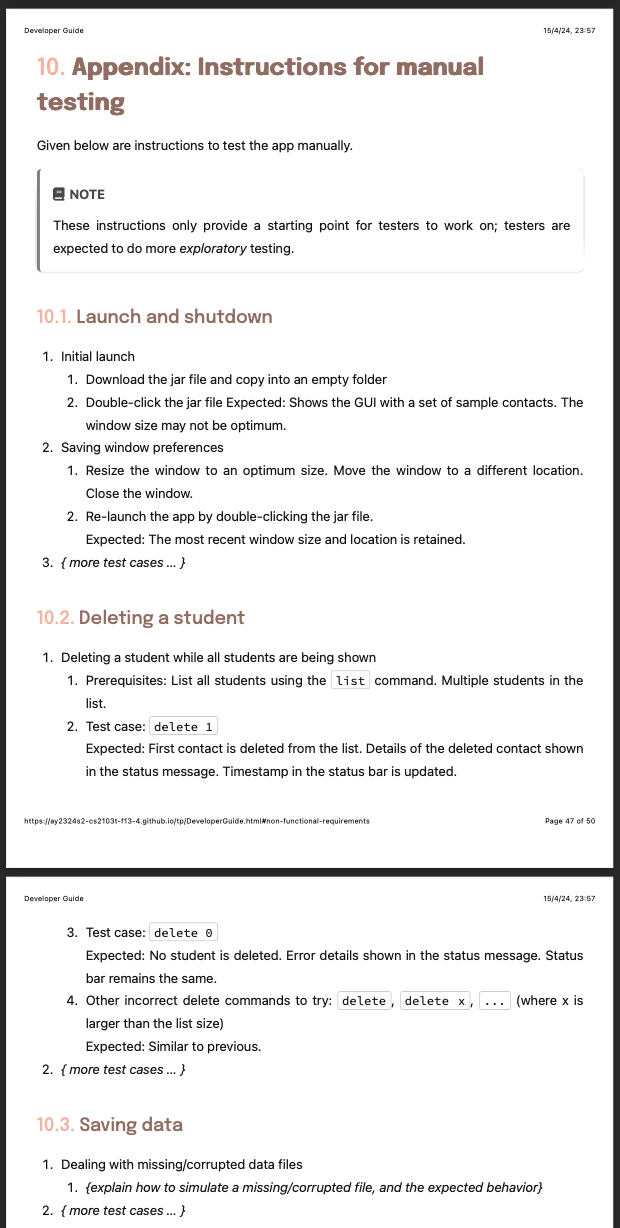 Developer Guide 15/4/24, 23:57
10. Appendix: Instructions for manual
testing
Given below are instructions to test the app manually.
NOTE
These instructions only provide a starting point for testers to work on; testers are
expected to do more exploratory testing.
10.1. Launch and shutdown
1. Initial launch
1. Download the jar file and copy into an empty folder
2. Double-click the jar file Expected: Shows the GUI with a set of sample contacts. The
window size may not be optimum.
2. Saving window preferences
1. Resize the window to an optimum size. Move the window to a different location.
Close the window.
2. Re-launch the app by double-clicking the jar file.
Expected: The most recent window size and location is retained.
3. { more test cases ... }
10.2. Deleting a student
1. Deleting a student while all students are being shown
1. Prerequisites: List all students using the list command. Multiple students in the
list.
2. Test case: delete 1
Expected: First contact is deleted from the list. Details of the deleted contact shown
in the status message. Timestamp in the status bar is updated.
https://ay2324s2-cs2103t-f13-4.github.io/tp/DeveloperGuide.html#non-functional-requirements Page 47 of 50
Developer Guide 15/4/24, 23:57
3. Test case: delete 0
Expected: No student is deleted. Error details shown in the status message. Status
bar remains the same.
4. Other incorrect delete commands to try: delete, delete x, ... (where x is
larger than the list size)
Expected: Similar to previous.
2. { more test cases ... }
10.3. Saving data
1. Dealing with missing/corrupted data files
1. {explain how to simulate a missing/corrupted file, and the expected behavior}
2. { more test cases ... }